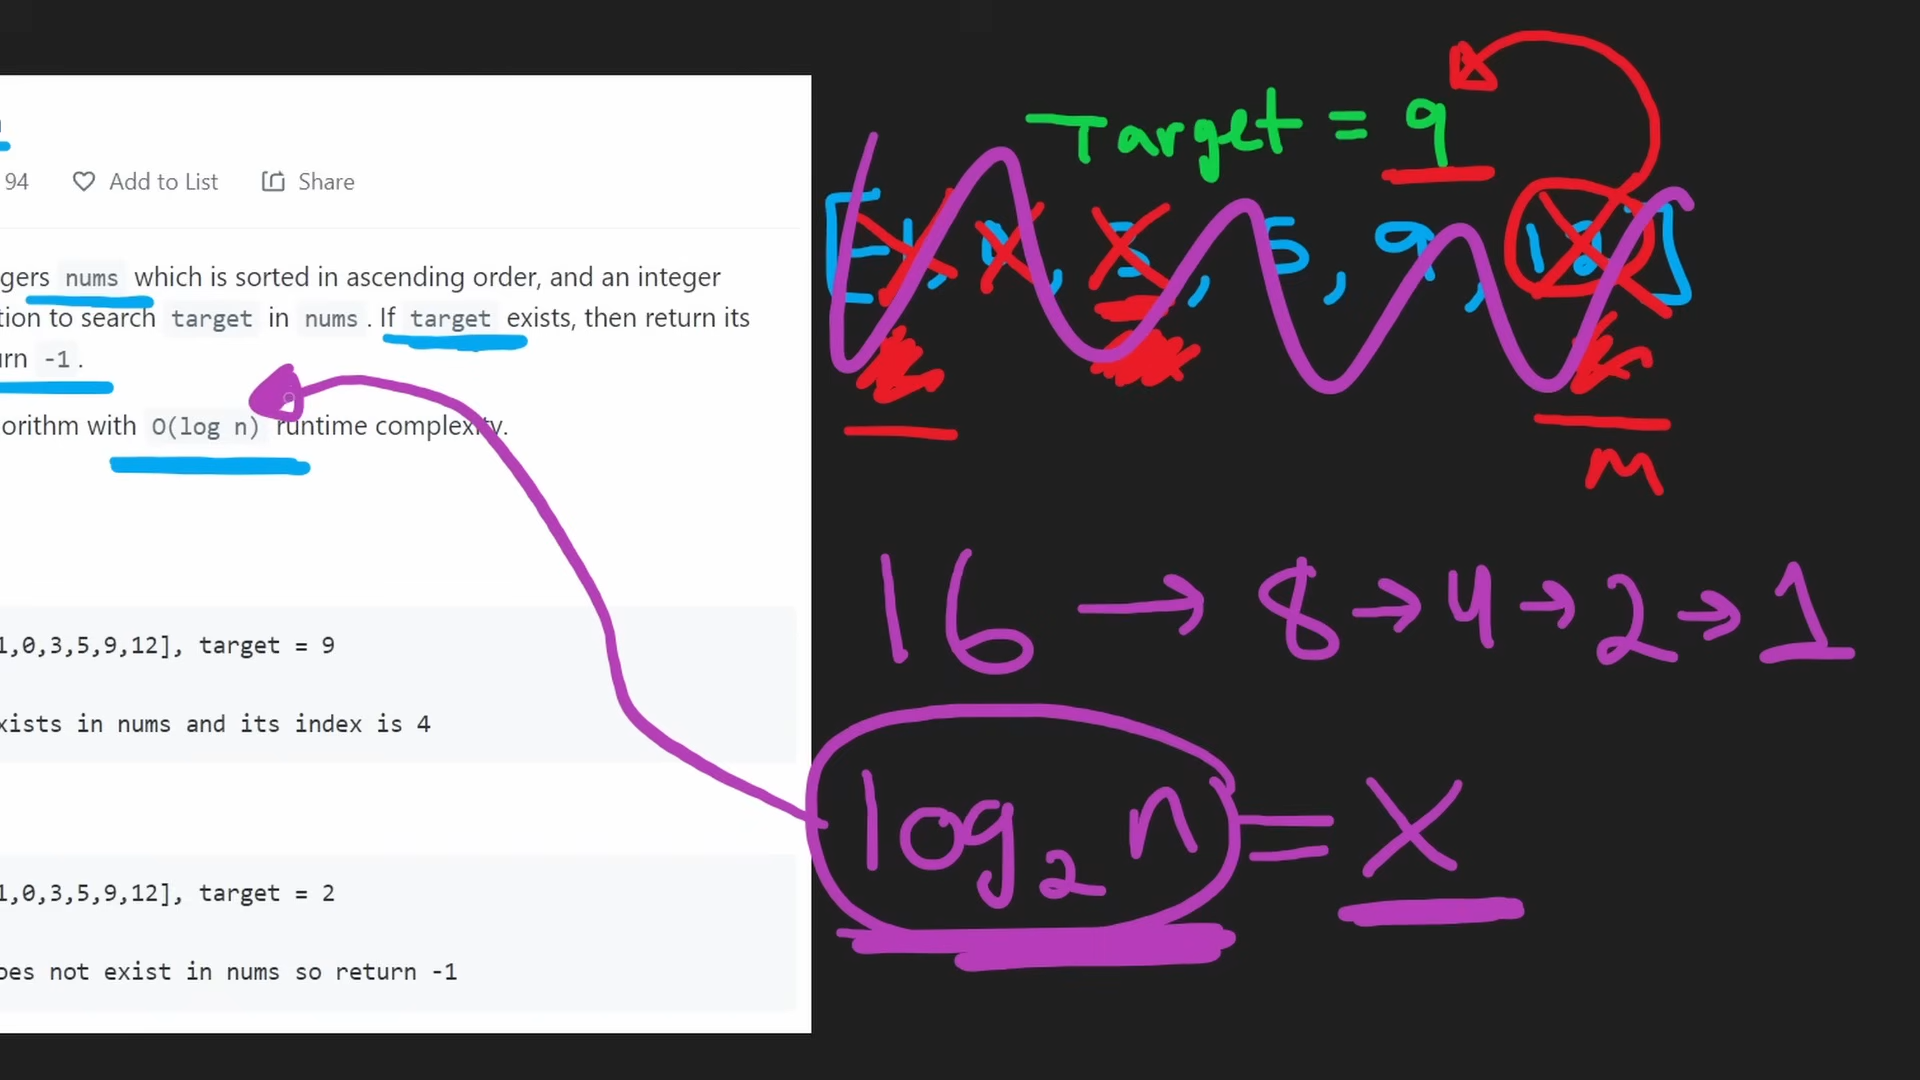 94 Add to List Share
gers nums which is sorted in ascending order, and an integer
tion to search target in nums. If target exists, then return its
rn -1.
orithm with O(log n) runtime complexity.
1,0,3,5,9,12], target = 9
xists in nums and its index is 4
1,0,3,5,9,12], target = 2
oes not exist in nums so return -1
Target = 9
[-1, 0, 3, 5, 9, 12]
m
16 → 8 → 4 → 2 → 1
log₂ n = x